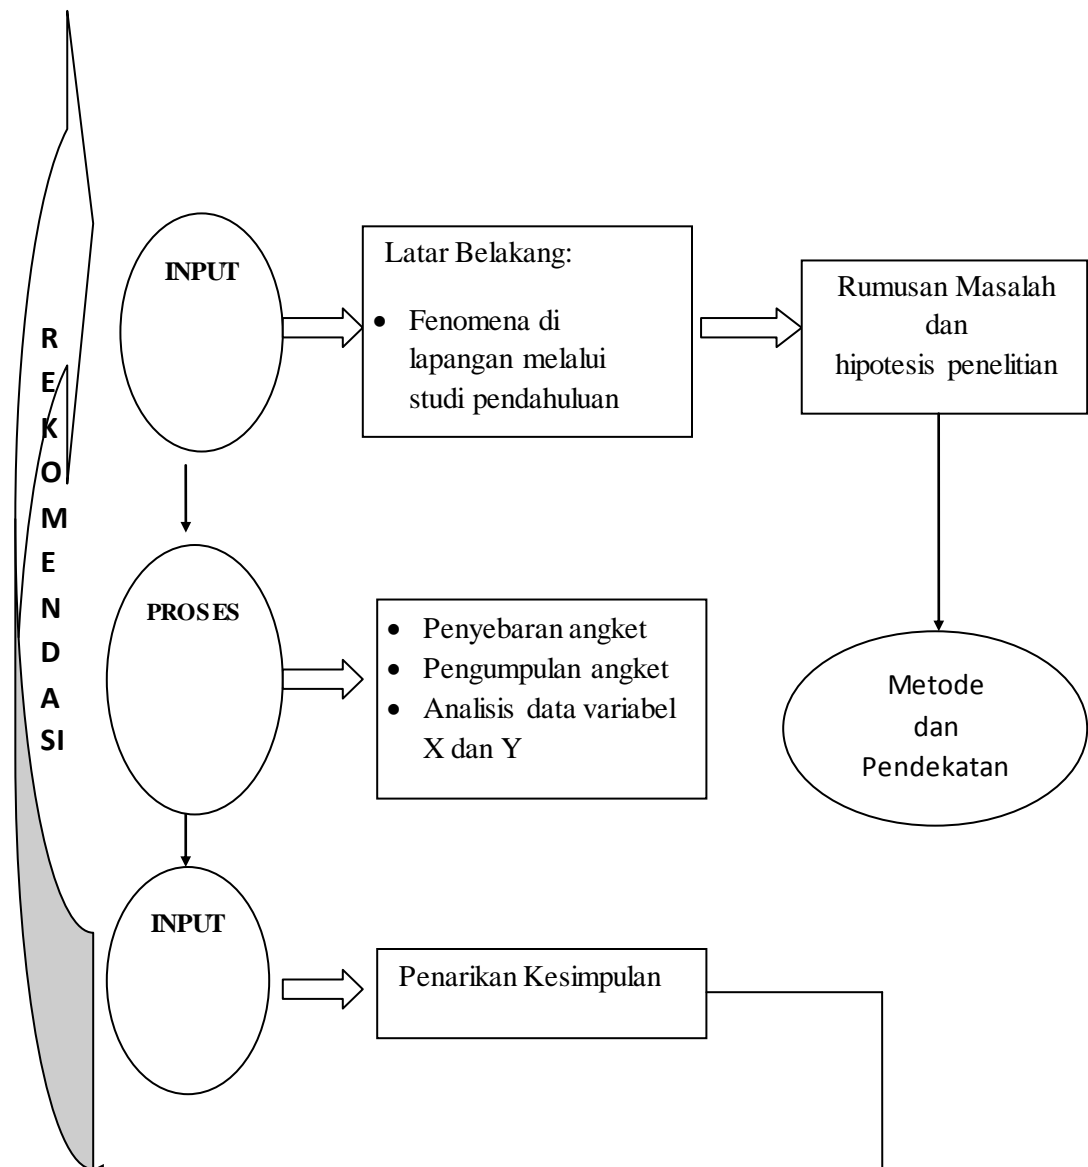 R
E
K
O
M
E
N
D
A
SI
INPUT
Latar Belakang:
• Fenomena di
lapangan melalui
studi pendahuluan
Rumusan Masalah
dan
hipotesis penelitian
PROSES
• Penyebaran angket
• Pengumpulan angket
• Analisis data variabel
X dan Y
Metode
dan
Pendekatan
INPUT
Penarikan Kesimpulan